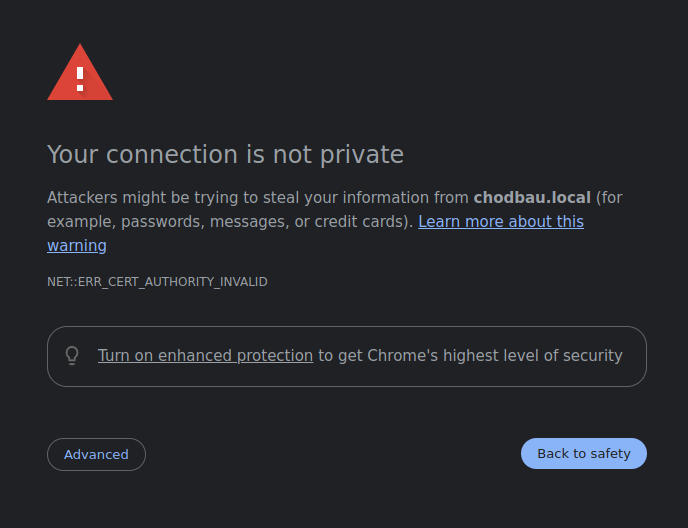 Your connection is not private
Attackers might be trying to steal your information from chodbau.local (for
example, passwords, messages, or credit cards). Learn more about this
warning
NET::ERR_CERT_AUTHORITY_INVALID
Turn on enhanced protection to get Chrome's highest level of security
Advanced
Back to safety